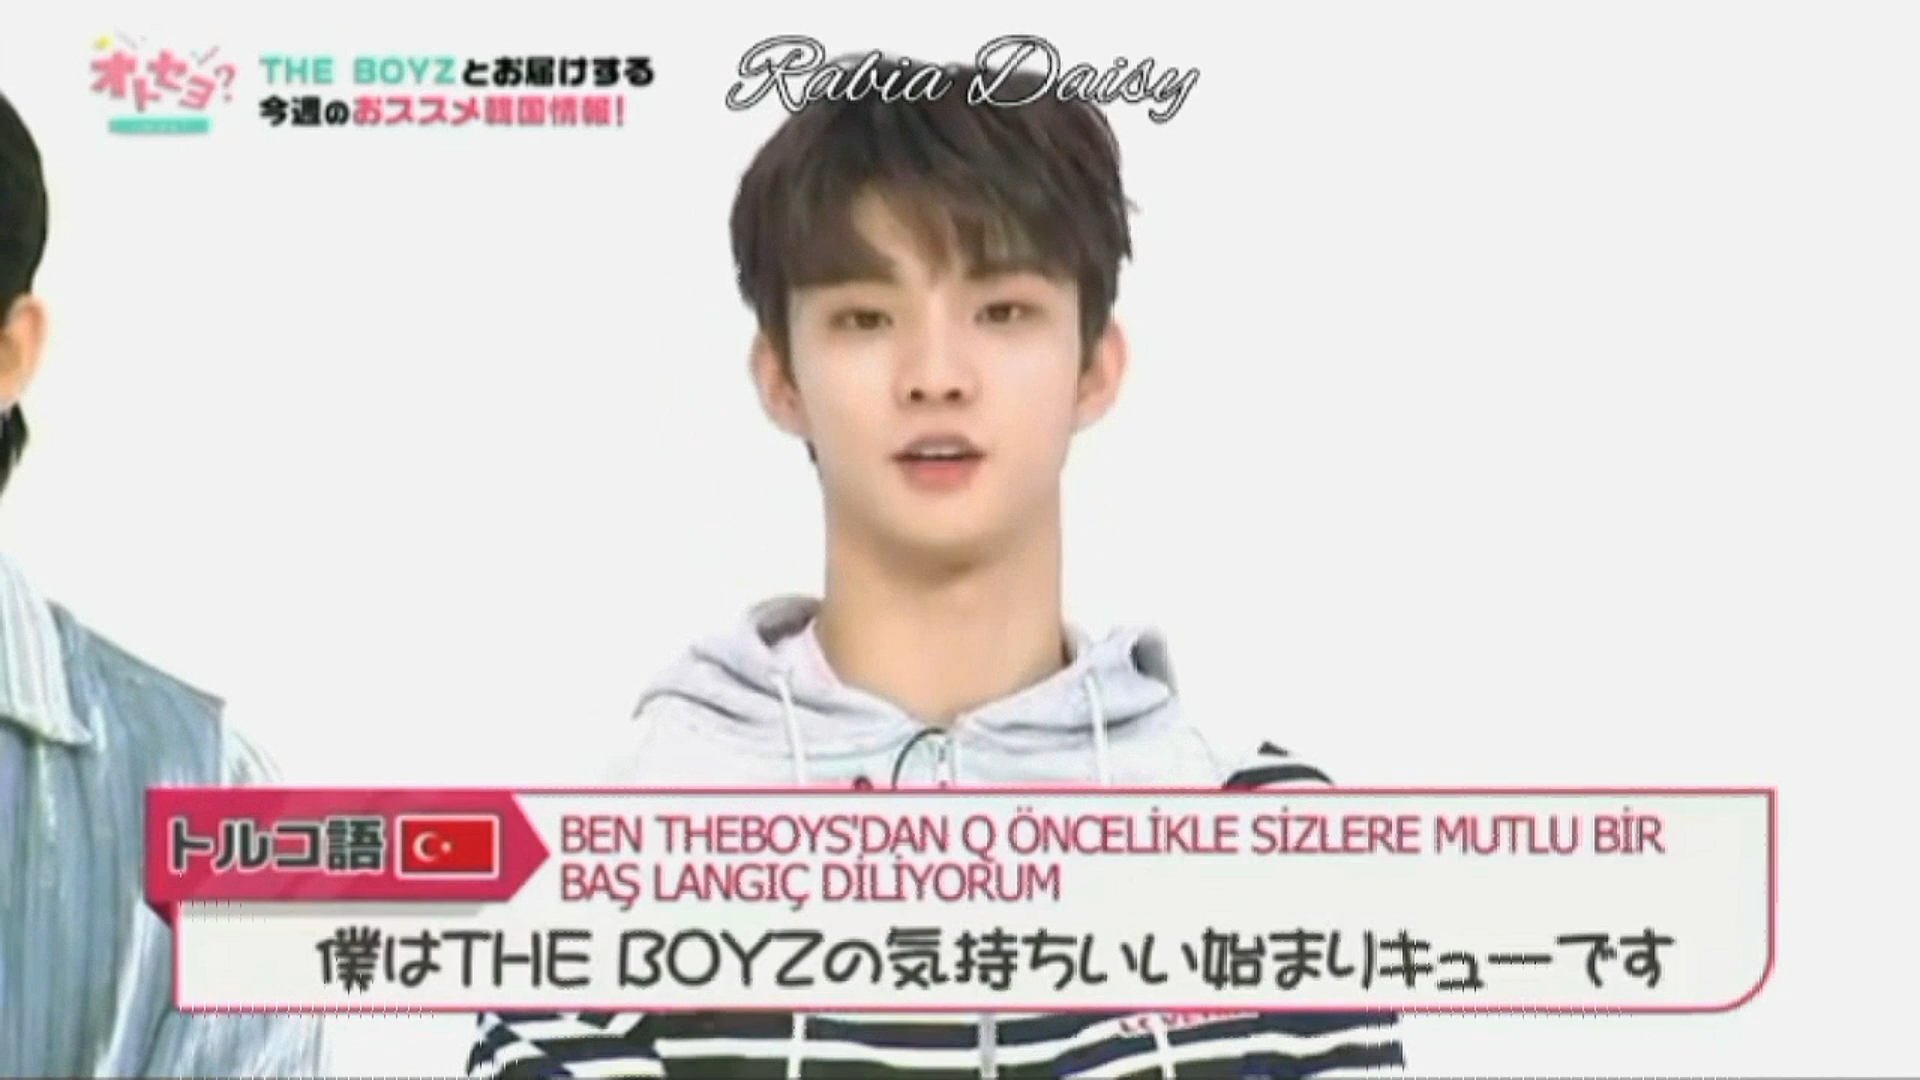 オトセヨ?
THE BOYZとお届けする
今週のおススメ韓国情報!
Rabia Daisy
トルコ語
BEN THEBOYS'DAN Q ÖNCELİKLE SİZLERE MUTLU BİR
BAŞ LANGIÇ DİLİYORUM
僕はTHE BOYZの気持ちいい始まりキューです